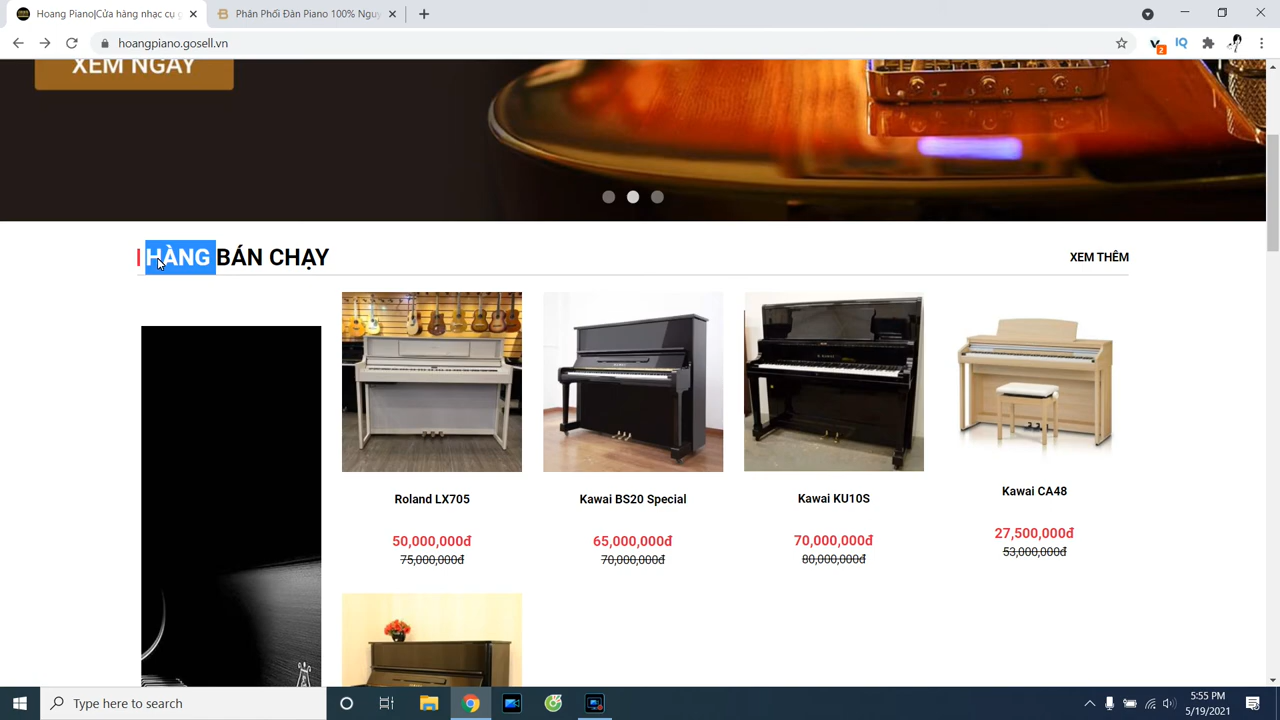 Hoang Piano|Cửa hàng nhạc cụ
Phân Phối Đàn Piano 100% Nguy
hoangpiano.gosell.vn
2
IQ
XEM NGAY
HÀNG BÁN CHẠY
XEM THÊM
Roland LX705
50,000,000đ
75,000,000đ
Kawai BS20 Special
65,000,000đ
70,000,000đ
Kawai KU10S
70,000,000đ
80,000,000đ
Kawai CA48
27,500,000đ
53,000,000đ
Type here to search
5:55 PM
5/19/2021